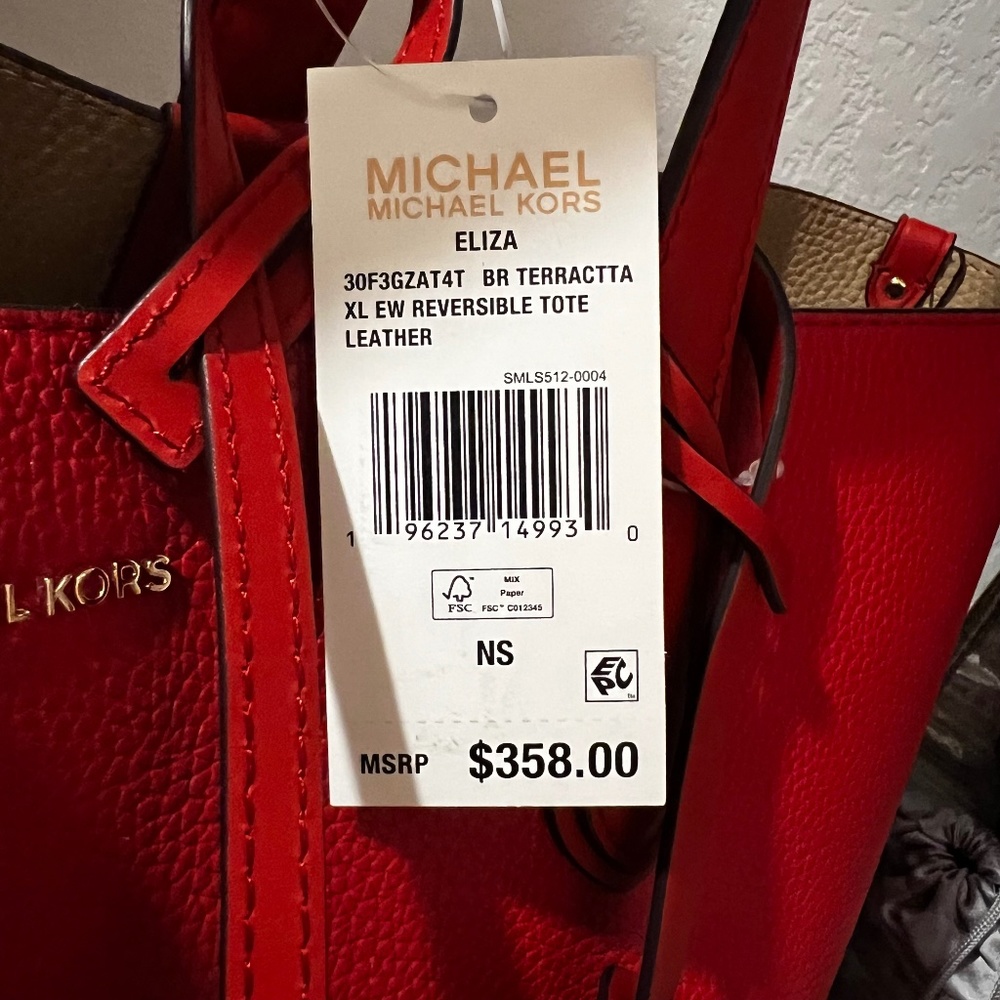 MICHAEL
MICHAEL KORS
ELIZA
30F3GZAT4T BR TERRACTTA
XL EW REVERSIBLE TOTE
LEATHER
SMLS512-0004
1 96237 14993 0
FSC
MIX
Paper
FSC™ C012345
NS
EPC™
MSRP $358.00
L KORS